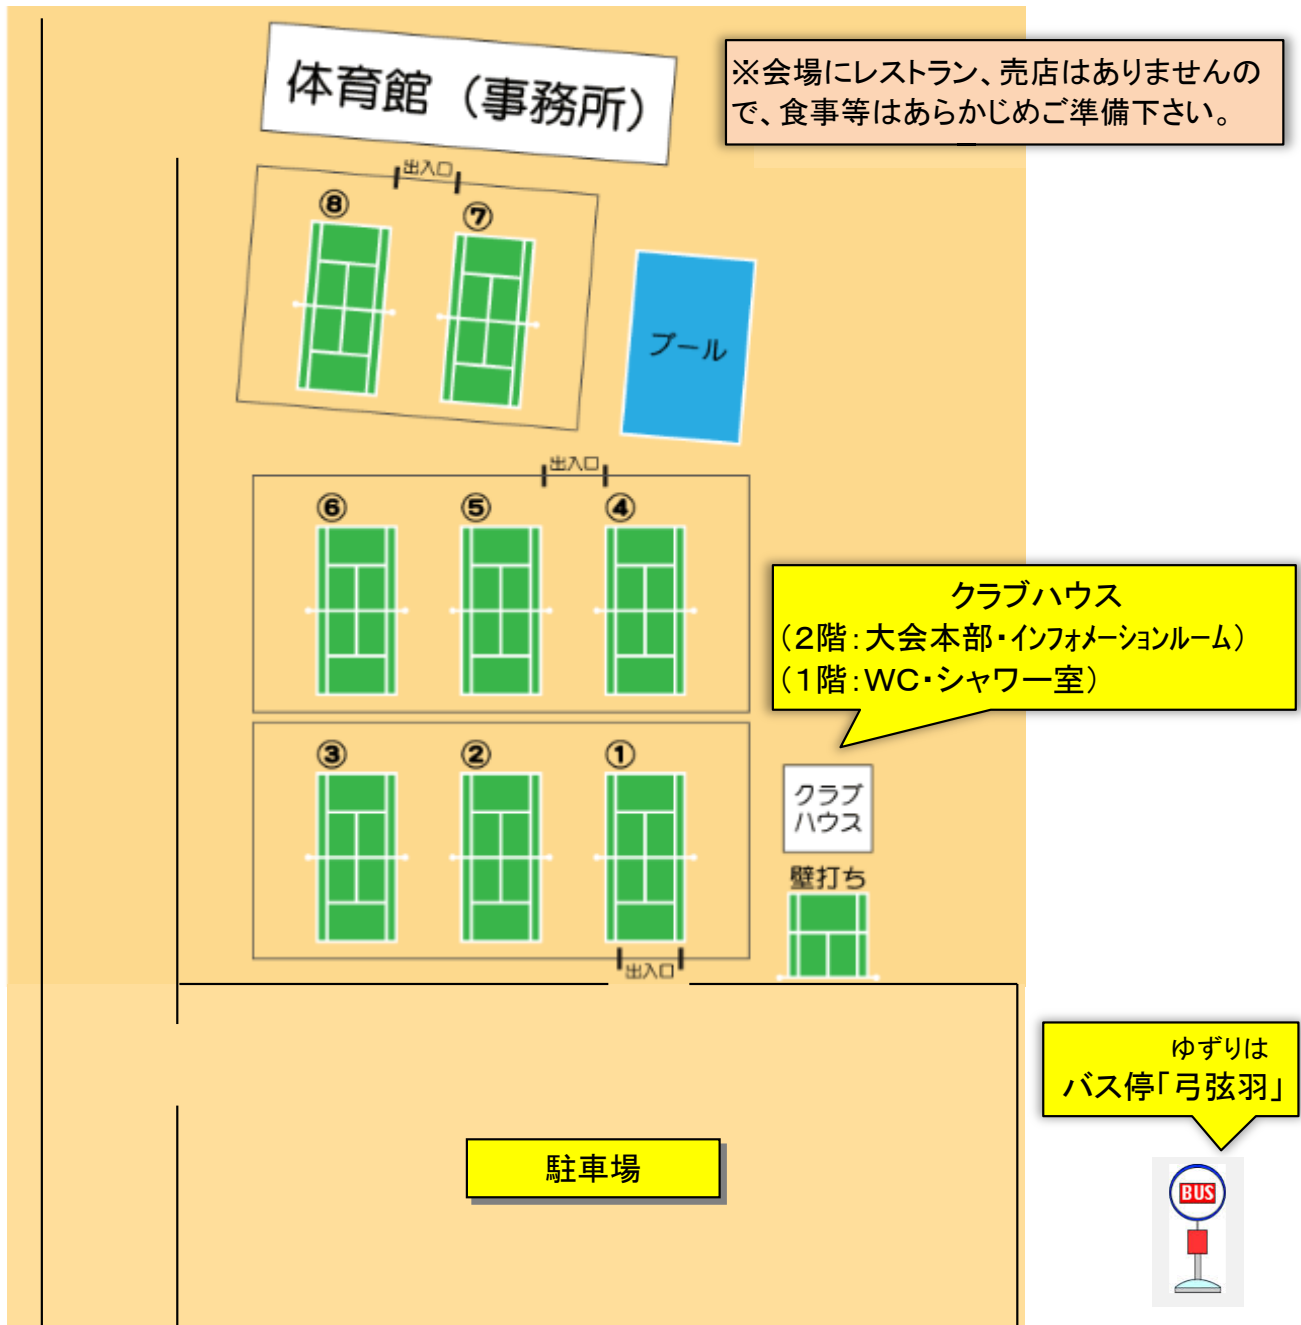 体育館（事務所）
※会場にレストラン、売店はありませんの
で、食事等はあらかじめご準備下さい。
出入口
⑧
⑦
プール
出入口
⑥
⑤
④
クラブハウス
（２階：大会本部・インフォメーションルーム）
（１階：ＷＣ・シャワー室）
③
②
①
クラブ
ハウス
壁打ち
出入口
ゆずりは
バス停「弓弦羽」
駐車場
BUS